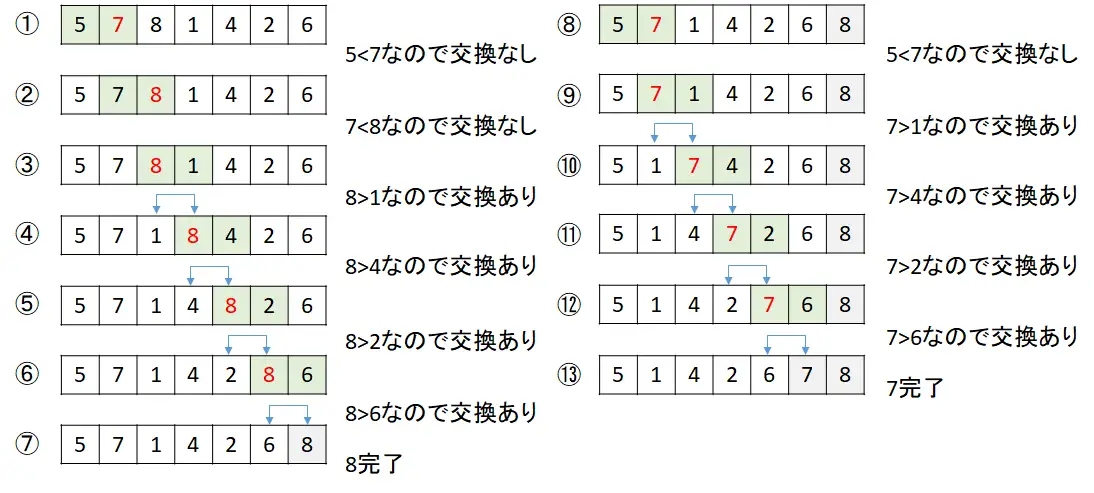 ① 5 7 8 1 4 2 6
5<7なので交換なし
② 5 7 8 1 4 2 6
7<8なので交換なし
③ 5 7 8 1 4 2 6
8>1なので交換あり
④ 5 7 1 8 4 2 6
8>4なので交換あり
⑤ 5 7 1 4 8 2 6
8>2なので交換あり
⑥ 5 7 1 4 2 8 6
8>6なので交換あり
⑦ 5 7 1 4 2 6 8
8完了
⑧ 5 7 1 4 2 6 8
5<7なので交換なし
⑨ 5 7 1 4 2 6 8
7>1なので交換あり
⑩ 5 1 7 4 2 6 8
7>4なので交換あり
⑪ 5 1 4 7 2 6 8
7>2なので交換あり
⑫ 5 1 4 2 7 6 8
7>6なので交換あり
⑬ 5 1 4 2 6 7 8
7完了